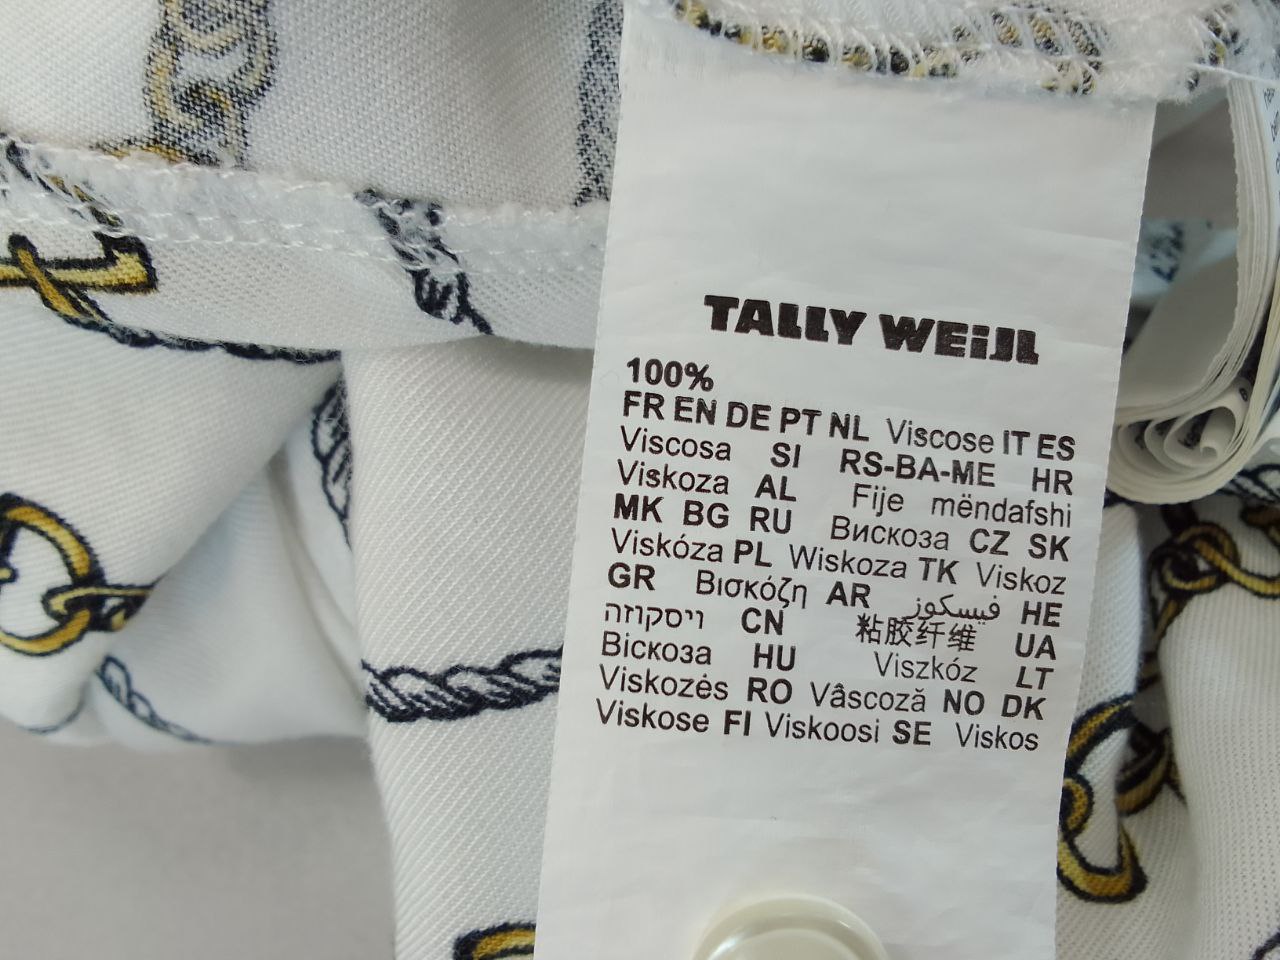 TALLY WEiJL
100%
FR EN DE PT NL Viscose IT ES
Viscosa SI RS-BA-ME HR
Viskoza AL Fije mëndafshi
MK BG RU Вискоза CZ SK
Viskóza PL Wiskoza TK Viskoz
GR Βισκόζη AR فيسكوز HE
ויסקוזה CN 粘胶纤维 UA
Віскоза HU Viszkóz LT
Viskozės RO Vâscoză NO DK
Viskose FI Viskoosi SE Viskos